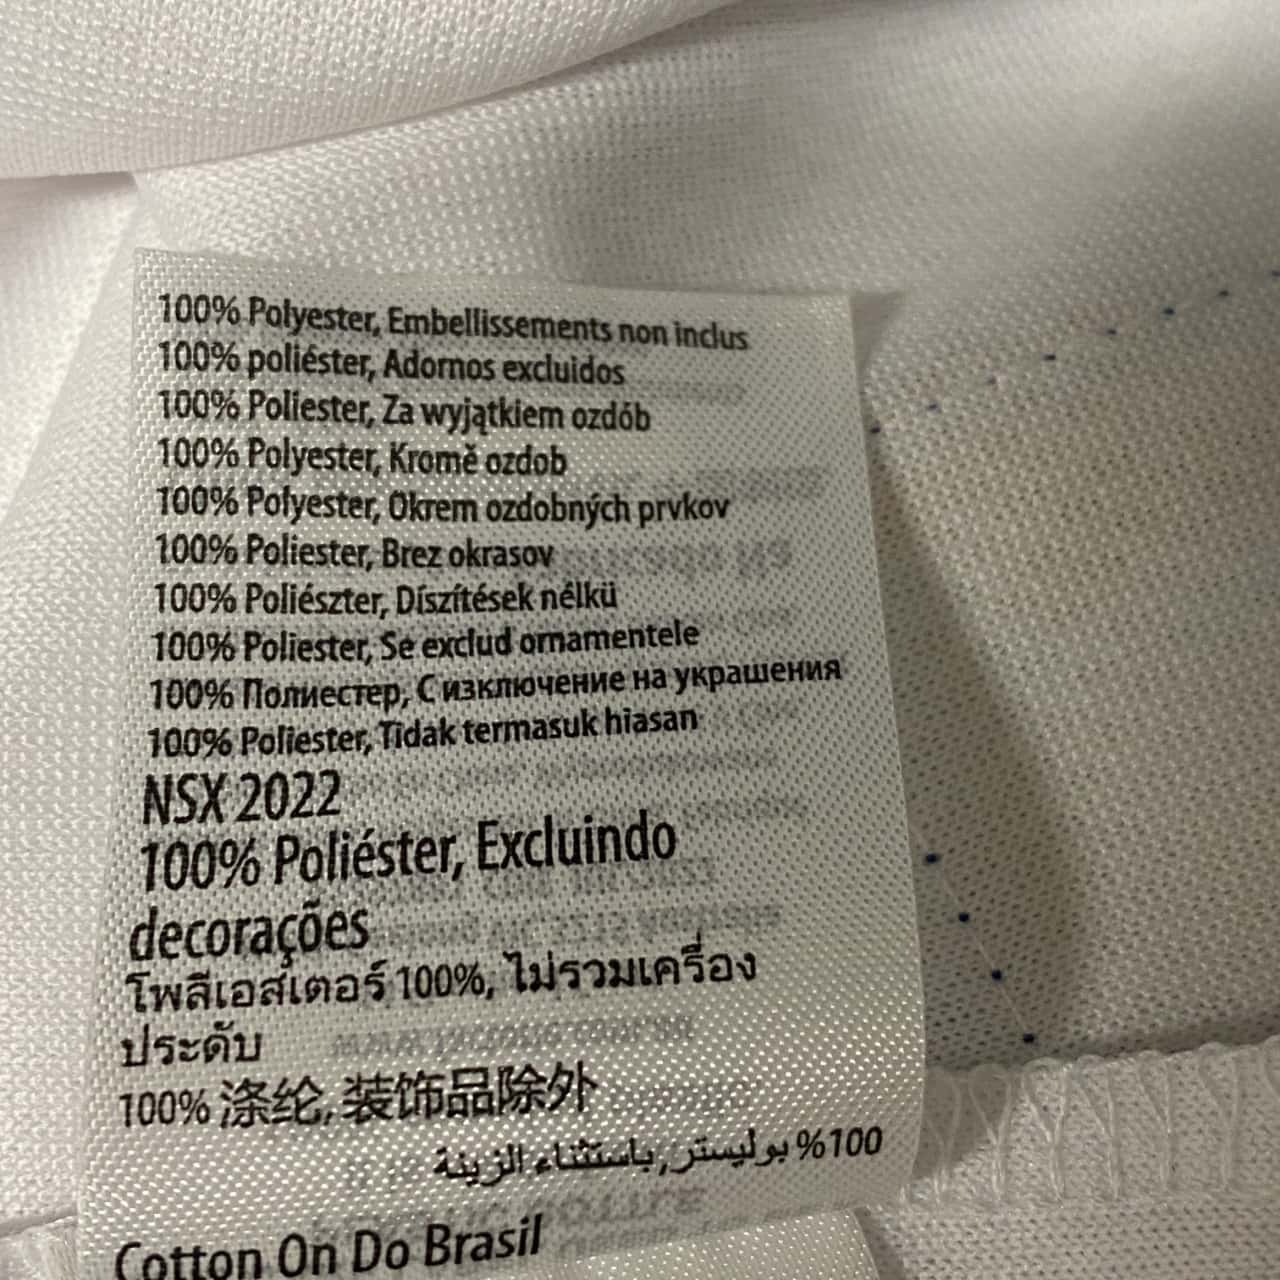 100% Polyester, Embellissements non inclus
100% poliéster, Adornos excluidos
100% Poliester, Za wyjątkiem ozdób
100% Polyester, Kromě ozdob
100% Polyester, Okrem ozdobných prvkov
100% Poliester, Brez okrasov
100% Poliészter, Díszítések nélkü
100% Poliester, Se exclud ornamentele
100% Полиестер, С изключение на украшения
100% Poliester, Tidak termasuk hiasan
NSX 2022
100% Poliéster, Excluindo
decorações
โพลีเอสเตอร์ 100%, ไม่รวมเครื่อง
ประดับ
100% 涤纶, 装饰品除外
100% بوليستر, باستثناء الزينة
Cotton On Do Brasil